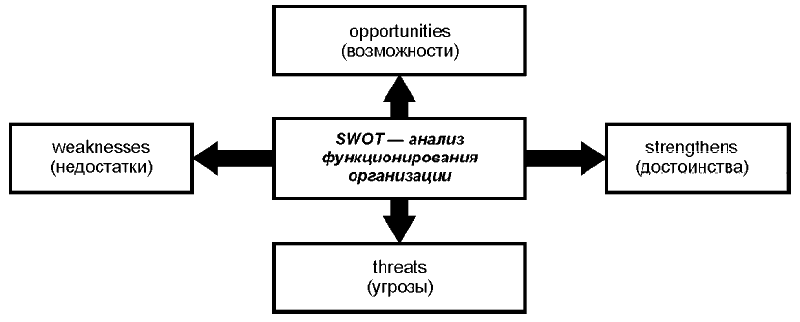 opportunities
(возможности)
weaknesses
(недостатки)
SWOT — анализ
функционирования
организации
strengthens
(достоинства)
threats
(угрозы)